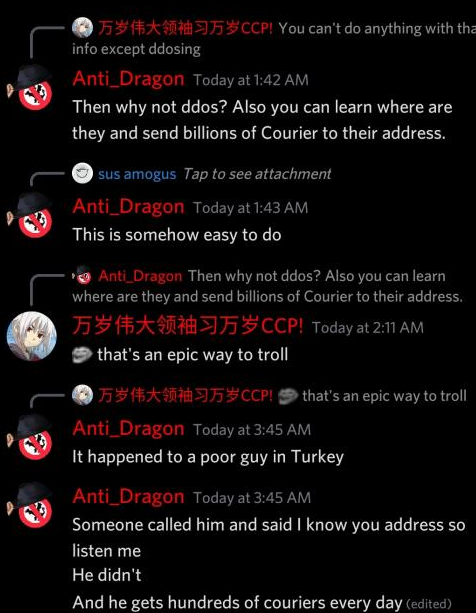 万岁伟大领袖习万岁CCP! You can't do anything with tha
info except ddosing
Anti_Dragon Today at 1:42 AM
Then why not ddos? Also you can learn where are
they and send billions of Courier to their address.
sus amogus Tap to see attachment
Anti_Dragon Today at 1:43 AM
This is somehow easy to do
Anti_Dragon Then why not ddos? Also you can learn
where are they and send billions of Courier to their address.
万岁伟大领袖习万岁CCP! Today at 2:11 AM
that's an epic way to troll
万岁伟大领袖习万岁CCP! that's an epic way to troll
Anti_Dragon Today at 3:45 AM
It happened to a poor guy in Turkey
Anti_Dragon Today at 3:45 AM
Someone called him and said I know you address so
listen me
He didn't
And he gets hundreds of couriers every day (edited)